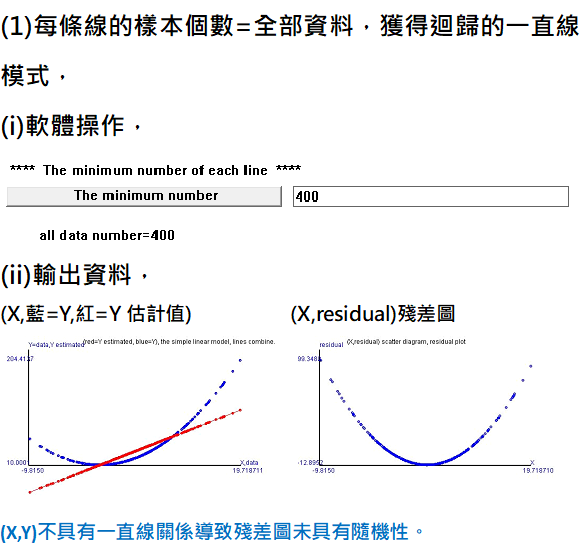 (1)每條線的樣本個數=全部資料，獲得迴歸的一直線
模式，
(i)軟體操作，
**** The minimum number of each line ****
The minimum number 400
all data number=400
(ii)輸出資料，
(X,藍=Y,紅=Y 估計值) (X,residual)殘差圖
Y=data,Y estimated (red=Y estimated, blue=Y), the simple linear model, lines combine.
204.4137
10.000
-9.8150 19.718711
X,data
residual (X,residual) scatter diagram, residual plot
99.3488
-12.8952
-9.8150 19.718710
X
(X,Y)不具有一直線關係導致殘差圖未具有隨機性。